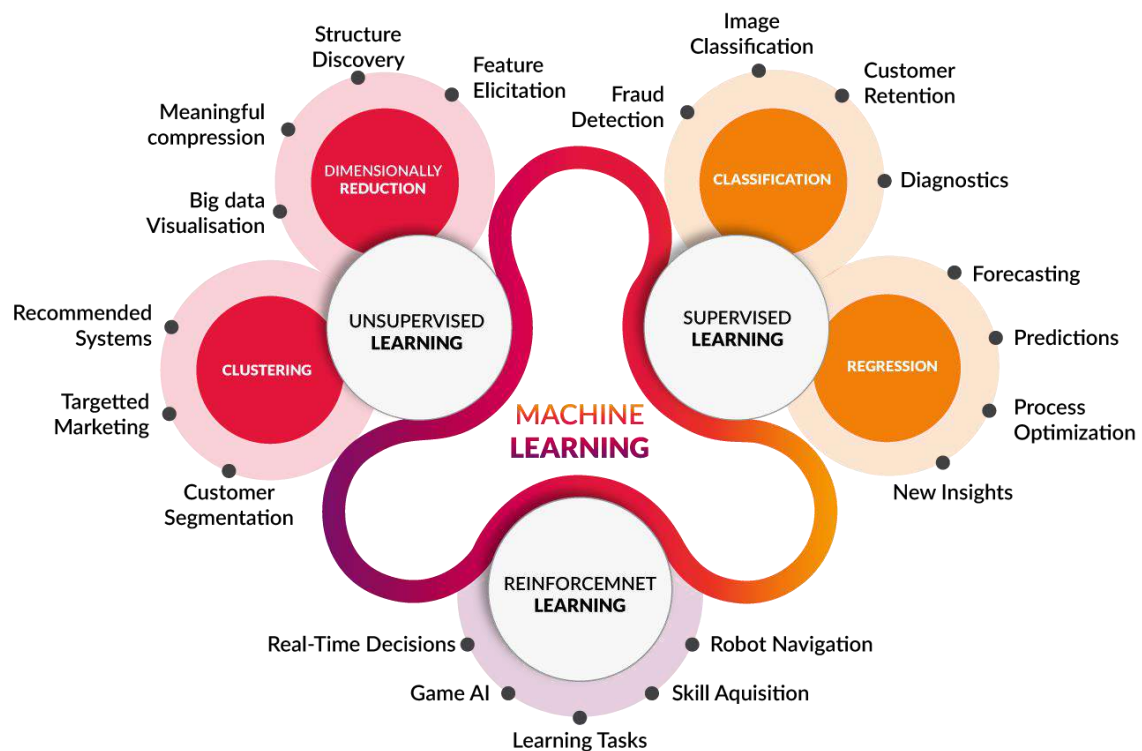 Structure
Discovery
Feature
Elicitation
Meaningful
compression
Big data
Visualisation
DIMENSIONALLY
REDUCTION
Recommended
Systems
Targetted
Marketing
Customer
Segmentation
CLUSTERING
UNSUPERVISED
LEARNING
Image
Classification
Customer
Retention
Fraud
Detection
Diagnostics
CLASSIFICATION
SUPERVISED
LEARNING
Forecasting
Predictions
Process
Optimization
New Insights
REGRESSION
MACHINE
LEARNING
REINFORCEMNET
LEARNING
Real-Time Decisions
Game AI
Learning Tasks
Skill Aquisition
Robot Navigation